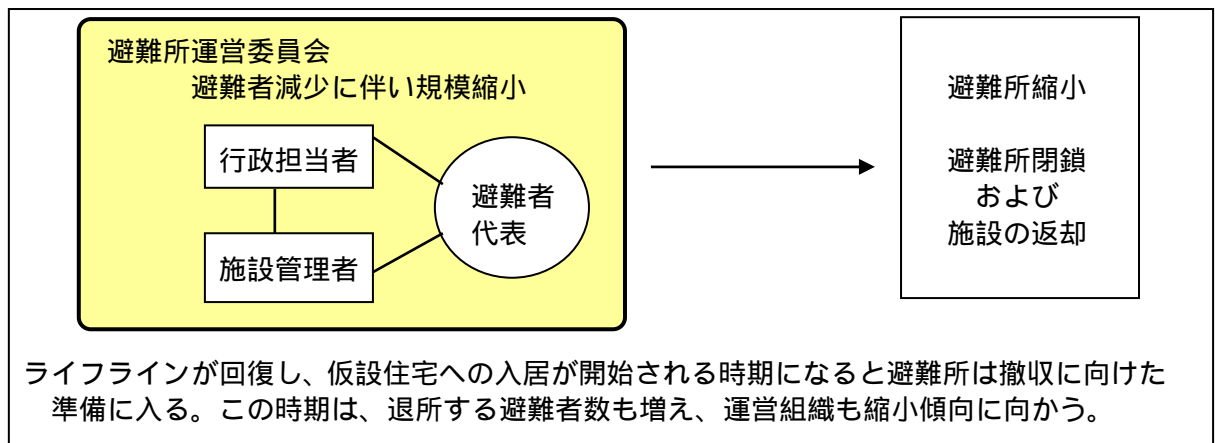 避難所運営委員会
避難者減少に伴い規模縮小
行政担当者
施設管理者
避難者
代表
避難所縮小
避難所閉鎖
および
施設の返却
ライフラインが回復し、仮設住宅への入居が開始される時期になると避難所は撤収に向けた
準備に入る。この時期は、退所する避難者数も増え、運営組織も縮小傾向に向かう。